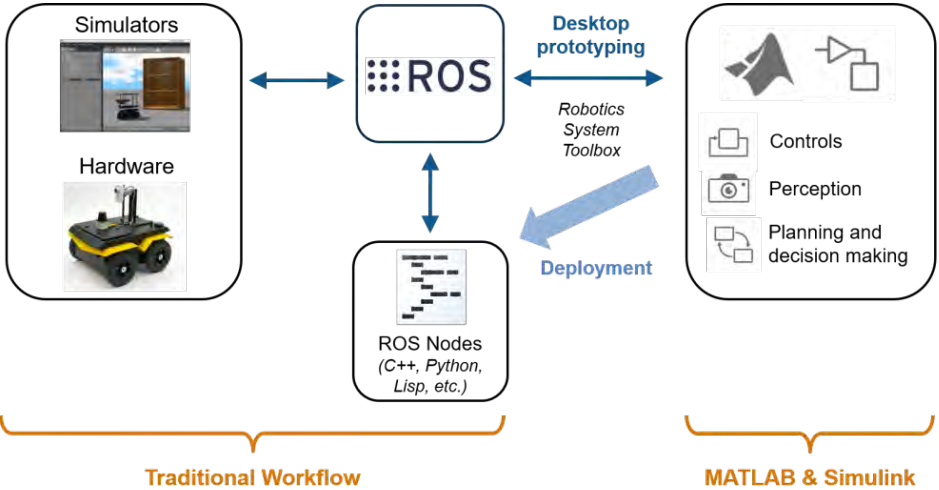 Simulators
Hardware
ROS
ROS Nodes
(C++, Python,
Lisp, etc.)
Desktop
prototyping
Robotics
System
Toolbox
Deployment
Controls
Perception
Planning and
decision making
Traditional Workflow
MATLAB & Simulink